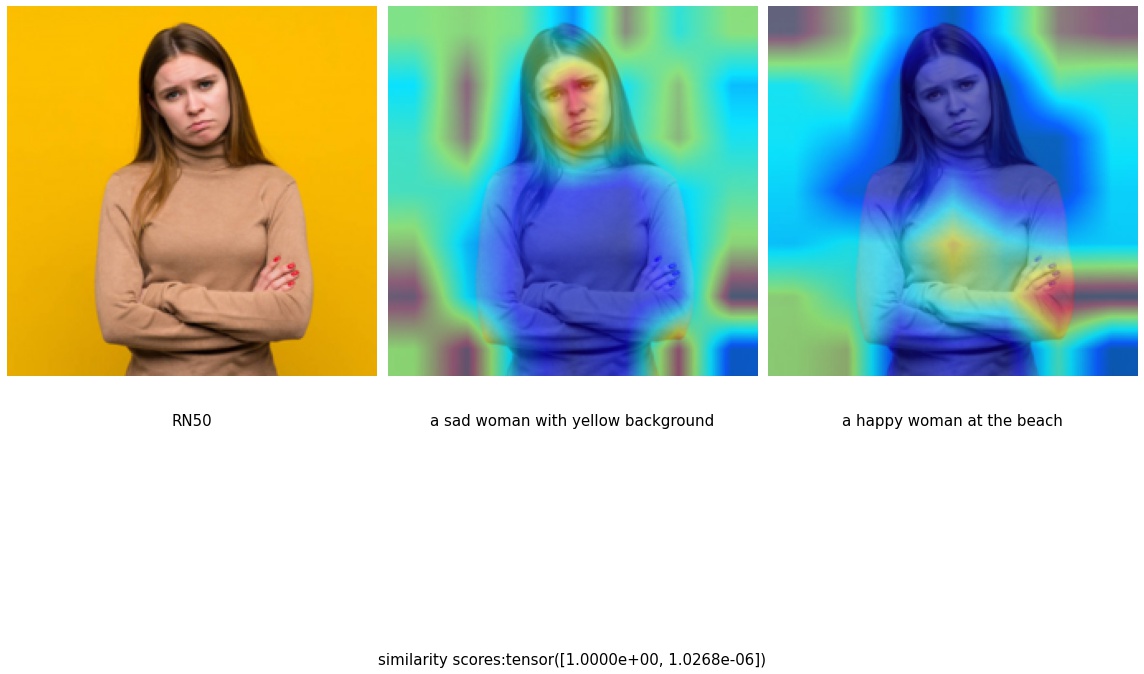 RN50
a sad woman with yellow background
a happy woman at the beach
similarity scores:tensor([1.0000e+00, 1.0268e-06])